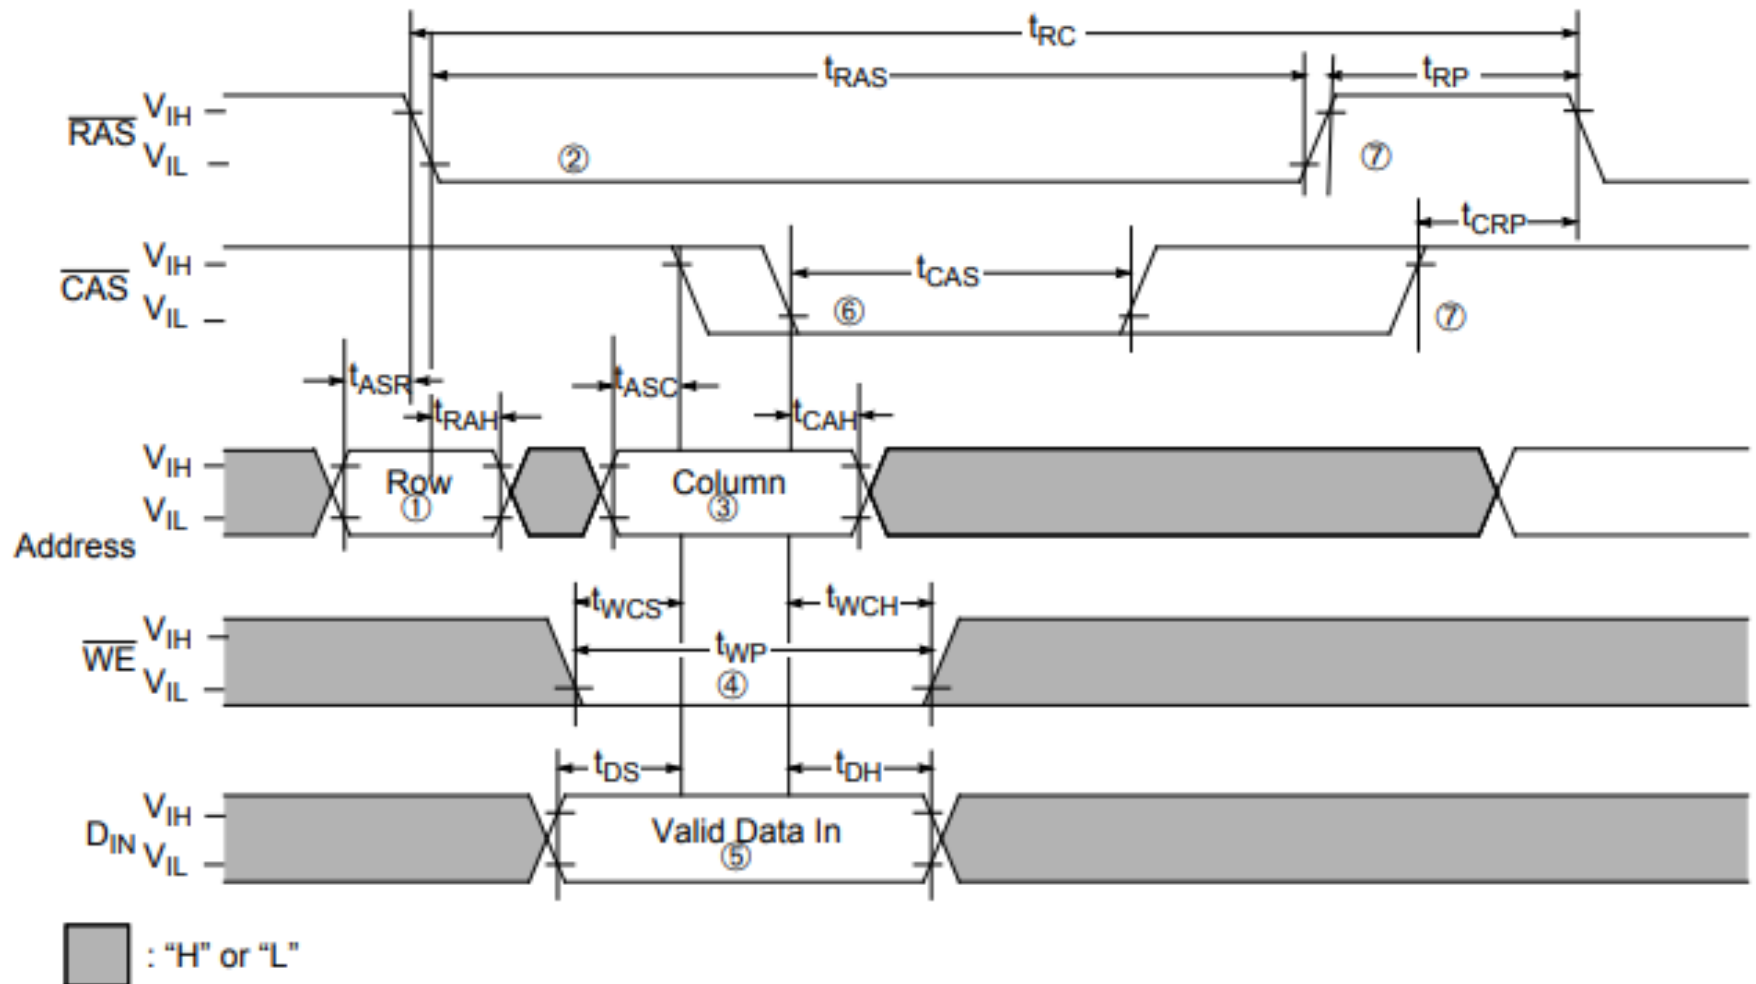 tRC
tRAS tRP
RAS VIH
VIL ② ⑦
tCRP
CAS VIH
VIL tCAS ⑥ ⑦
tASR tASC
tRAH tCAH
VIH Row Column
VIL ① ③
Address
tWCS tWCH
WE VIH
tWP
VIL ④
tDS tDH
DIN VIH
VIL Valid Data In
⑤
: “H” or “L”